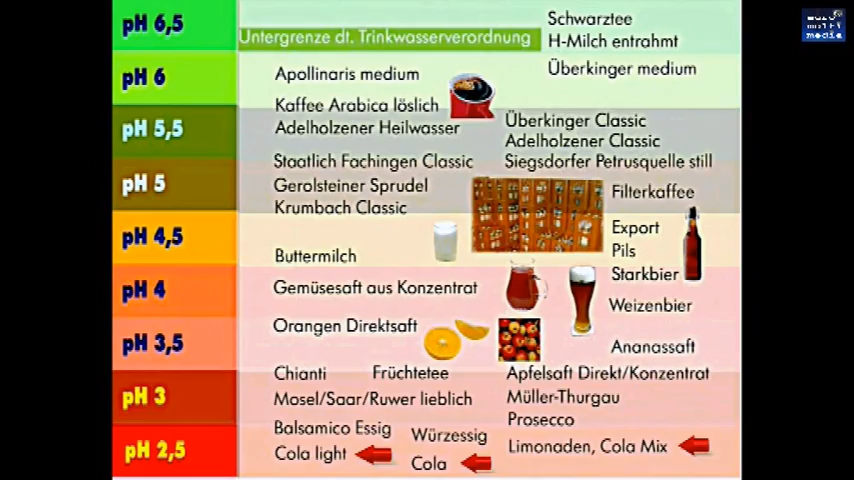 pH 6,5
Untergrenze dt. Trinkwasserverordnung
Schwarztee
H-Milch entrahmt
pH 6
Apollinaris medium
Überkinger medium
Kaffee Arabica löslich
pH 5,5
Adelholzener Heilwasser
Überkinger Classic
Adelholzener Classic
Staatlich Fachingen Classic
Siegsdorfer Petrusquelle still
pH 5
Gerolsteiner Sprudel
Filterkaffee
Krumbach Classic
pH 4,5
Export
Pils
Buttermilch
Starkbier
pH 4
Gemüsesaft aus Konzentrat
Weizenbier
Orangen Direktsaft
pH 3,5
Ananassaft
Chianti
Früchtetee
Apfelsaft Direkt/Konzentrat
pH 3
Mosel/Saar/Ruwer lieblich
Müller-Thurgau
Prosecco
Balsamico Essig
Würzessig
pH 2,5
Cola light
Cola
Limonaden, Cola Mix
media